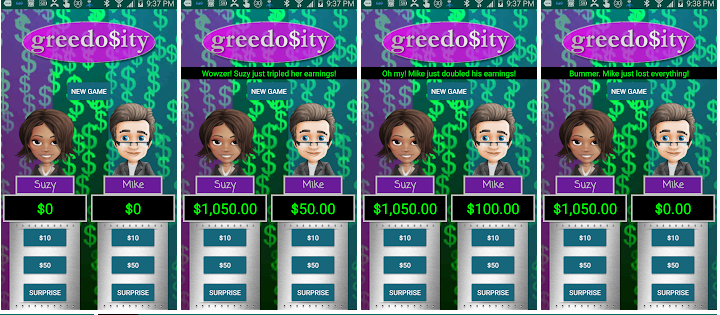 9:37 PM
greedo$ity
NEW GAME
Suzy Mike
$0 $0
$10 $10
$50 $50
SURPRISE SURPRISE
9:37 PM
greedo$ity
Wowzer! Suzy just tripled her earnings!
NEW GAME
Suzy Mike
$1,050.00 $50.00
$10 $10
$50 $50
SURPRISE SURPRISE
9:37 PM
greedo$ity
Oh my! Mike just doubled his earnings!
NEW GAME
Suzy Mike
$1,050.00 $100.00
$10 $10
$50 $50
SURPRISE SURPRISE
9:38 PM
greedo$ity
Bummer. Mike just lost everything!
NEW GAME
Suzy Mike
$1,050.00 $0.00
$10 $10
$50 $50
SURPRISE SURPRISE